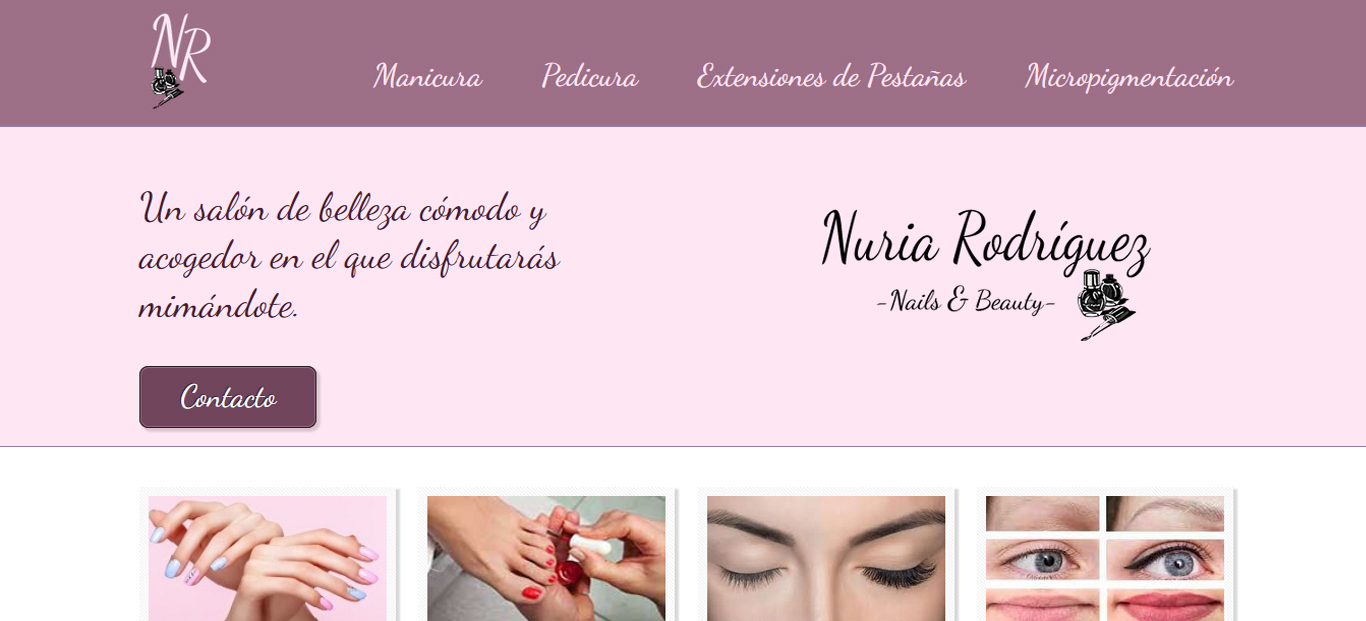 NR
Manicura Pedicura Extensiones de Pestañas Micropigmentación
Un salón de belleza cómodo y
acogedor en el que disfrutarás
mimándote.
Contacto
Nuria Rodríguez
-Nails & Beauty-